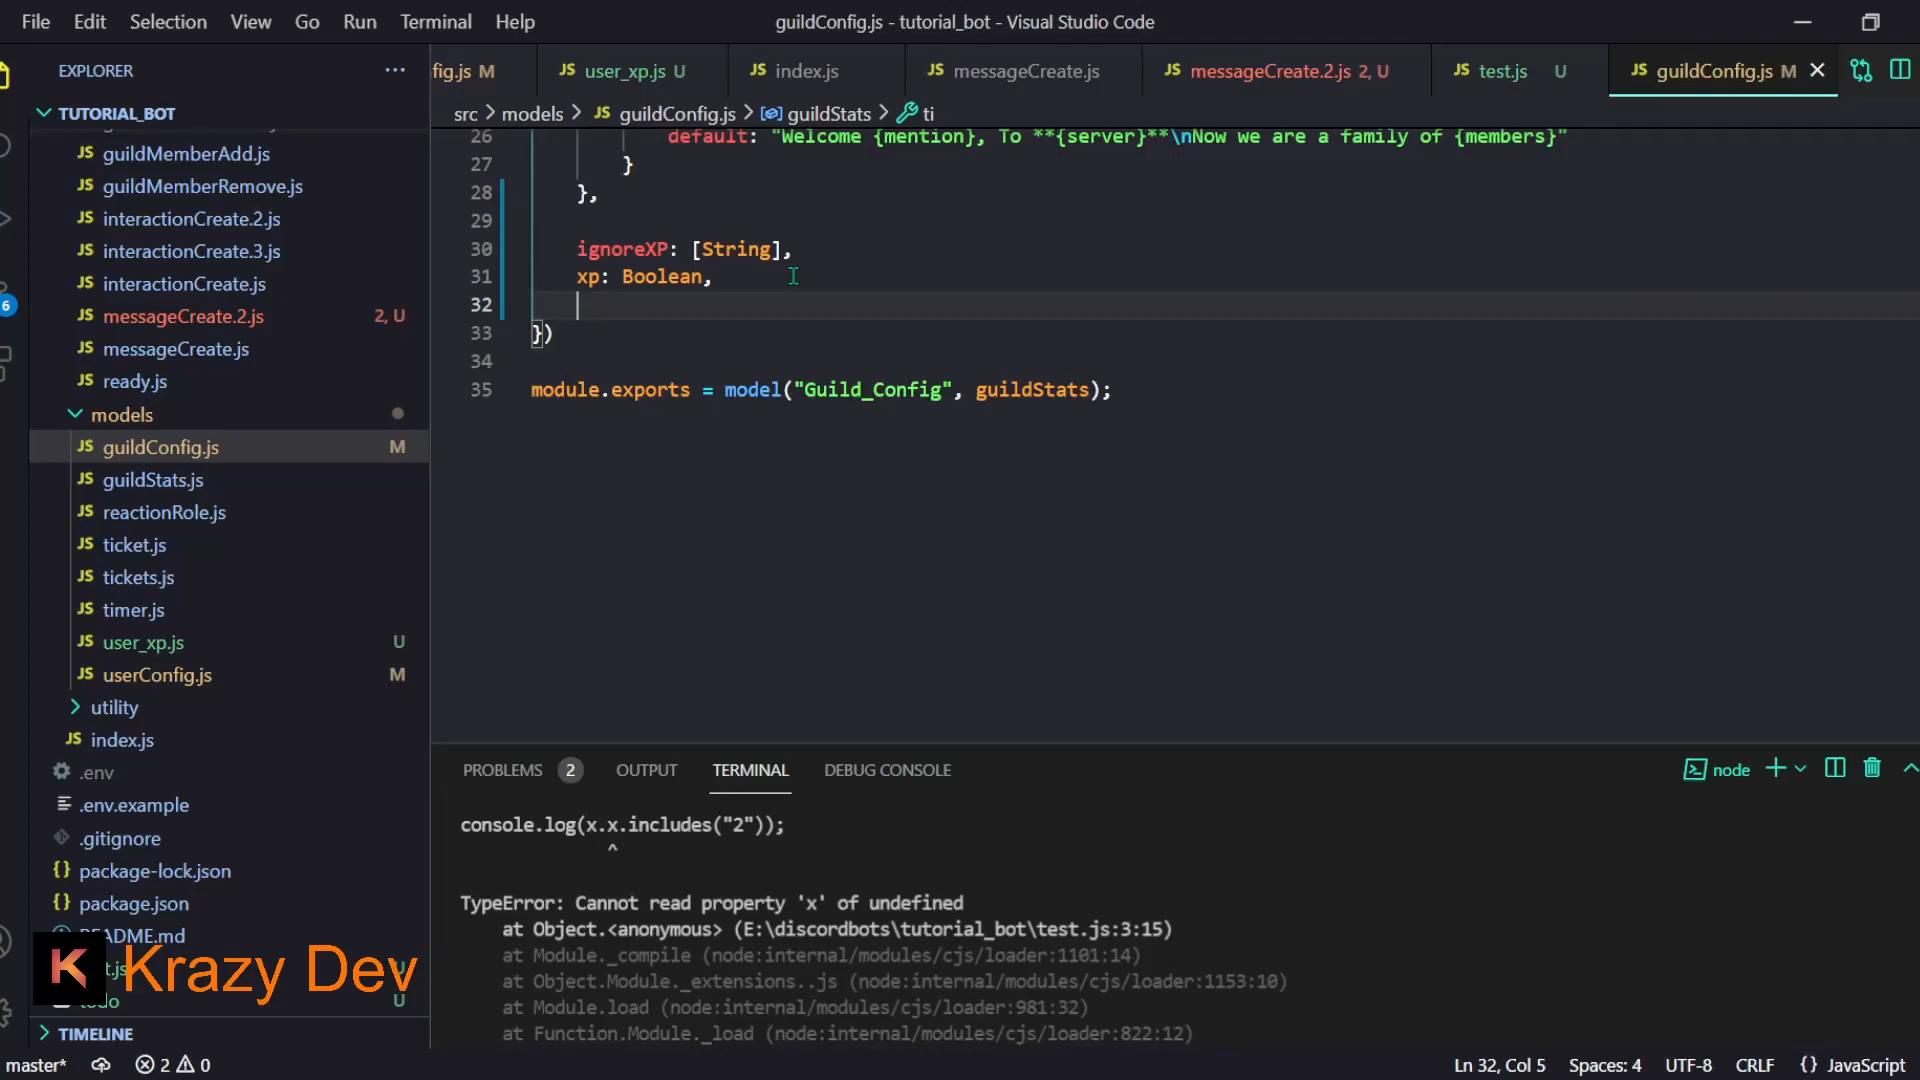 File Edit Selection View Go Run Terminal Help
guildConfig.js - tutorial_bot - Visual Studio Code
EXPLORER ···
fig.js M
JS user_xp.js U
JS index.js
JS messageCreate.js
JS messageCreate.2.js 2, U
JS test.js U
JS guildConfig.js M
TUTORIAL_BOT
src > models > JS guildConfig.js > guildStats > ti
JS guildMemberAdd.js
JS guildMemberRemove.js
JS interactionCreate.2.js
JS interactionCreate.3.js
JS interactionCreate.js
JS messageCreate.2.js 2, U
JS messageCreate.js
JS ready.js
models
JS guildConfig.js M
JS guildStats.js
JS reactionRole.js
JS ticket.js
JS tickets.js
JS timer.js
JS user_xp.js U
JS userConfig.js M
utility
JS index.js
.env
.env.example
.gitignore
{} package-lock.json
{} package.json
README.md
t.js U
todo U
6
K Krazy Dev
TIMELINE
26 default: "Welcome {mention}, To **{server}**\nNow we are a family of {members}"
27 }
28 },
29
30 ignoreXP: [String],
31 xp: Boolean,
32
33 })
34
35 module.exports = model("Guild_Config", guildStats);
PROBLEMS 2 OUTPUT TERMINAL DEBUG CONSOLE
node
console.log(x.x.includes("2"));
^
TypeError: Cannot read property 'x' of undefined
at Object.<anonymous> (E:\discordbots\tutorial_bot\test.js:3:15)
at Module._compile (node:internal/modules/cjs/loader:1101:14)
at Object.Module._extensions..js (node:internal/modules/cjs/loader:1153:10)
at Module.load (node:internal/modules/cjs/loader:981:32)
at Function.Module._load (node:internal/modules/cjs/loader:822:12)
master* 2 0
Ln 32, Col 5 Spaces: 4 UTF-8 CRLF {} JavaScript